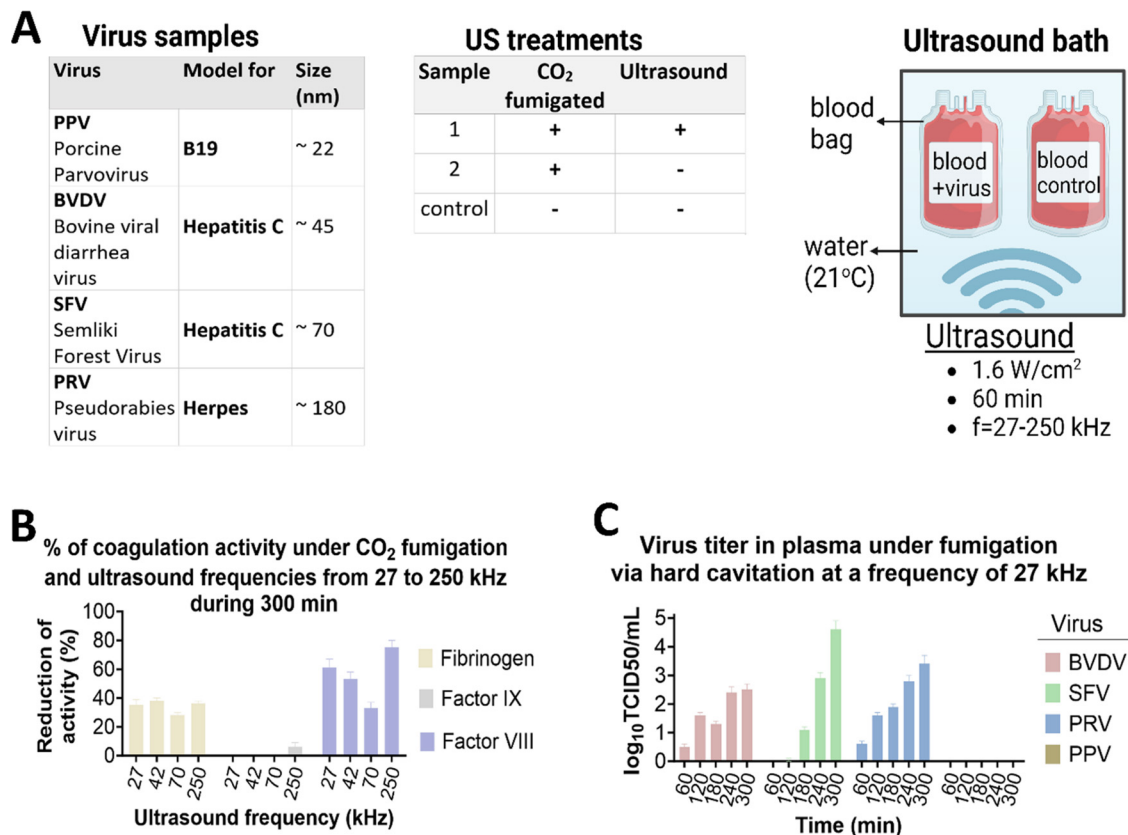 A
Virus samples
Virus Model for Size
(nm)
PPV
Porcine
Parvovirus
B19
~ 22
BVDV
Bovine viral
diarrhea
virus
Hepatitis C
~ 45
SFV
Semliki
Forest Virus
Hepatitis C
~ 70
PRV
Pseudorabies
virus
Herpes
~ 180
US treatments
Sample CO₂ Ultrasound
fumigated
1 + +
2 + -
control - -
Ultrasound bath
blood
bag
blood
+virus
blood
control
water
(21°C)
Ultrasound
• 1.6 W/cm²
• 60 min
• f=27-250 kHz
B
% of coagulation activity under CO₂ fumigation
and ultrasound frequencies from 27 to 250 kHz
during 300 min
Reduction of
activity (%)
100
80
60
40
20
0
27 42 70 250 27 42 70 250 27 42 70 250
Ultrasound frequency (kHz)
Fibrinogen
Factor IX
Factor VIII
C
Virus titer in plasma under fumigation
via hard cavitation at a frequency of 27 kHz
log₁₀TCID50/mL
5
4
3
2
1
0
60 120 180 240 300 60 120 180 240 300 60 120 180 240 300 60 120 180 240 300
Time (min)
Virus
BVDV
SFV
PRV
PPV